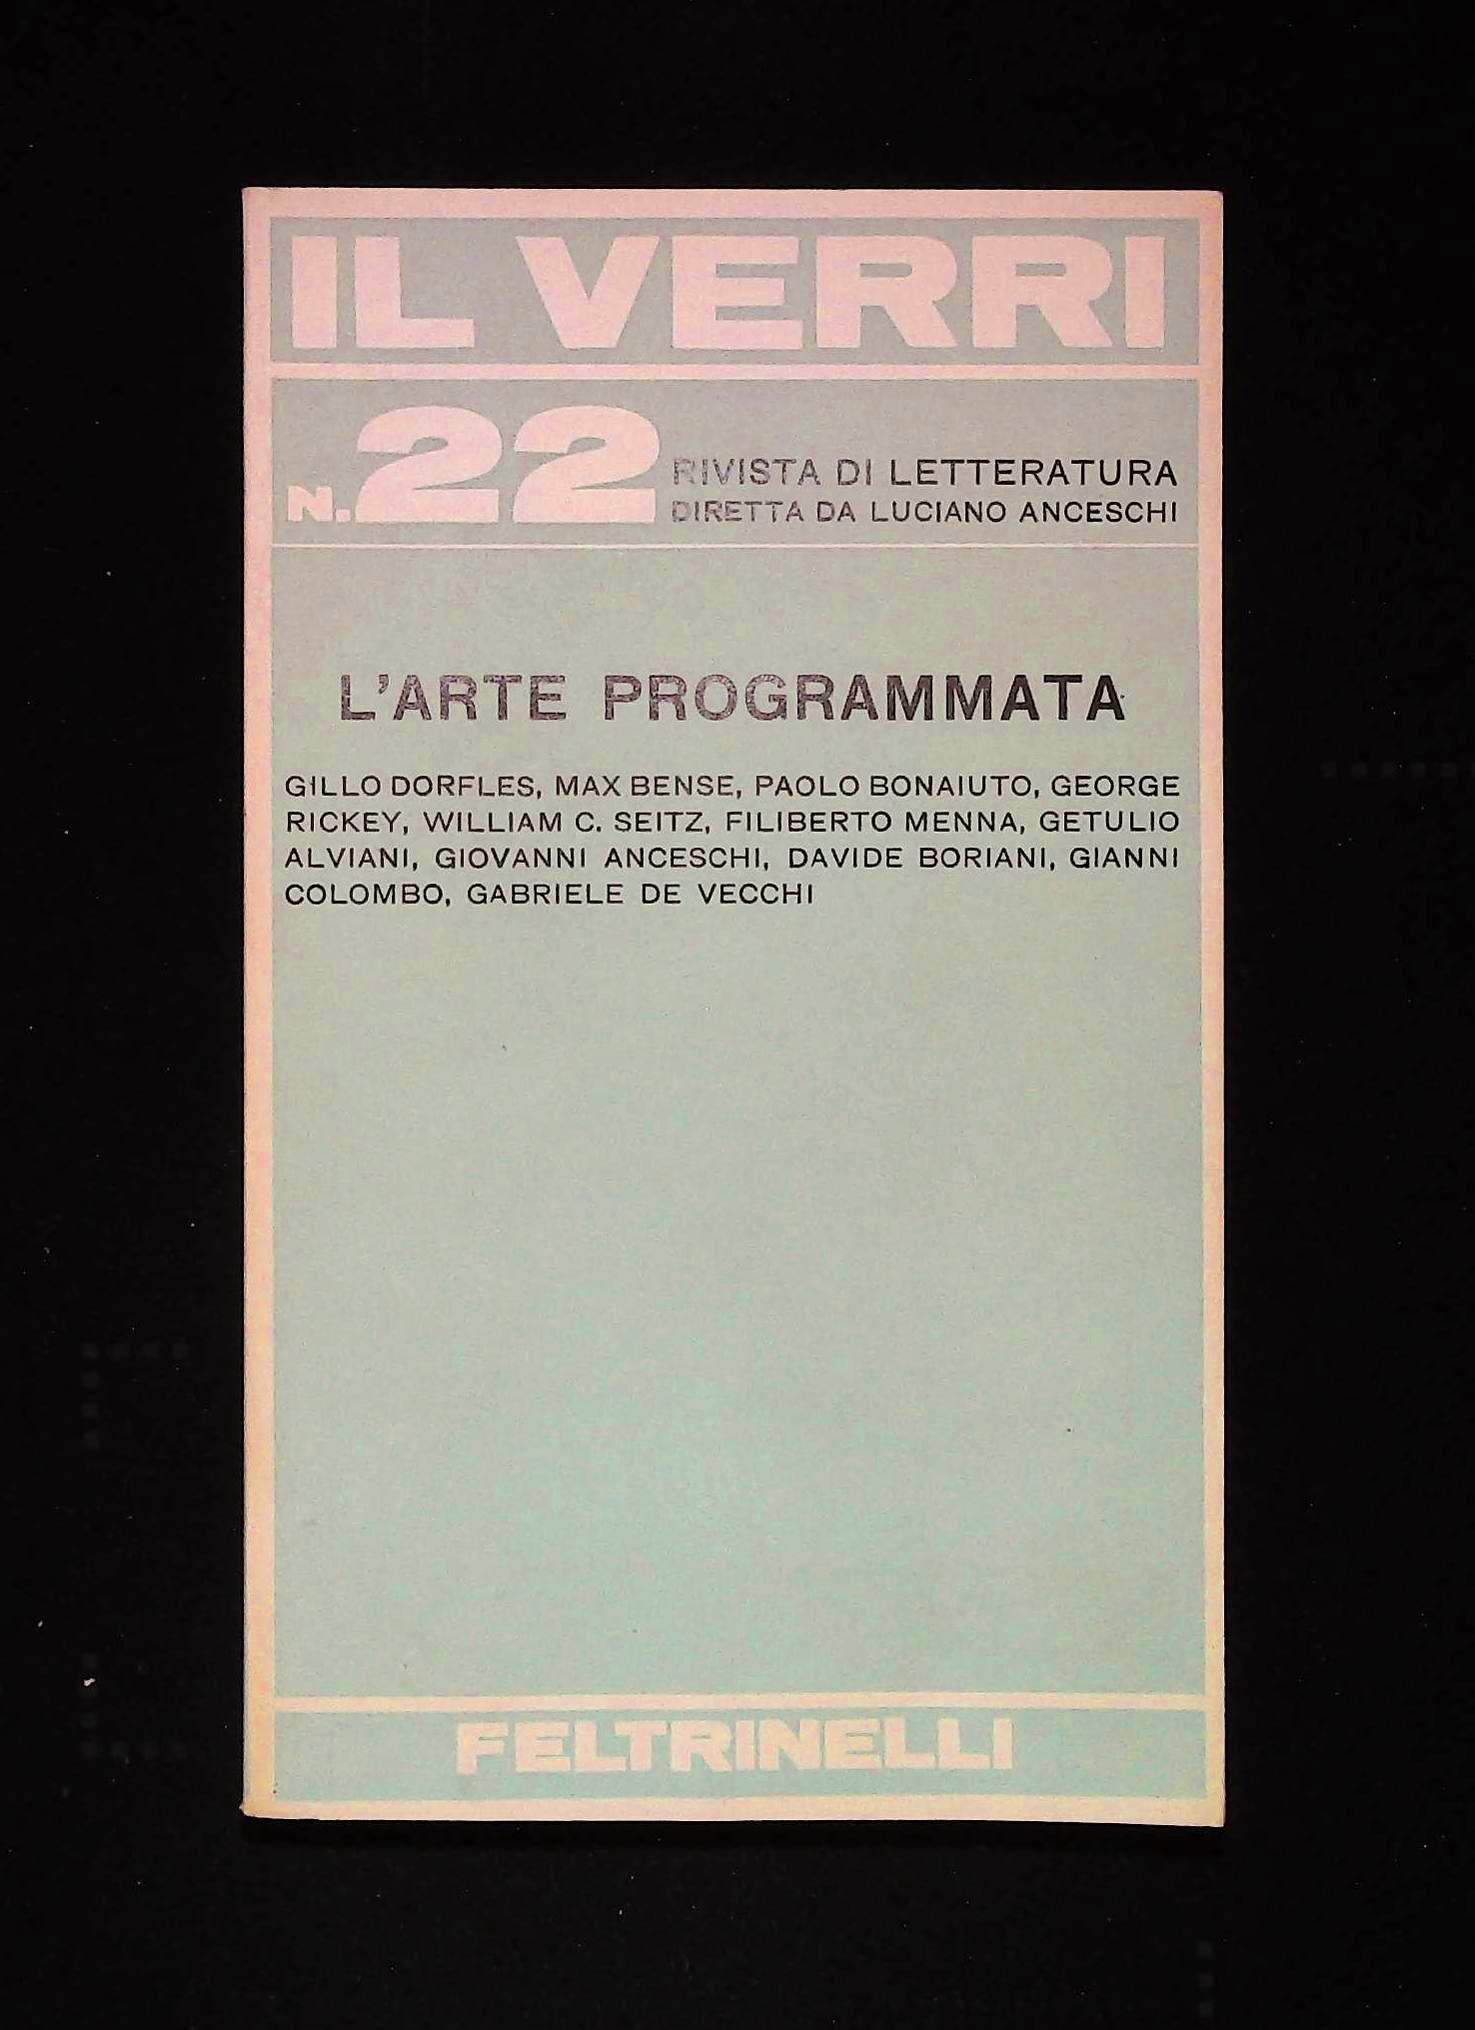 IL VERRI
N. 22 RIVISTA DI LETTERATURA
DIRETTA DA LUCIANO ANCESCHI
L'ARTE PROGRAMMATA
GILLO DORFLES, MAX BENSE, PAOLO BONAIUTO, GEORGE
RICKEY, WILLIAM C. SEITZ, FILIBERTO MENNA, GETULIO
ALVIANI, GIOVANNI ANCESCHI, DAVIDE BORIANI, GIANNI
COLOMBO, GABRIELE DE VECCHI
FELTRINELLI